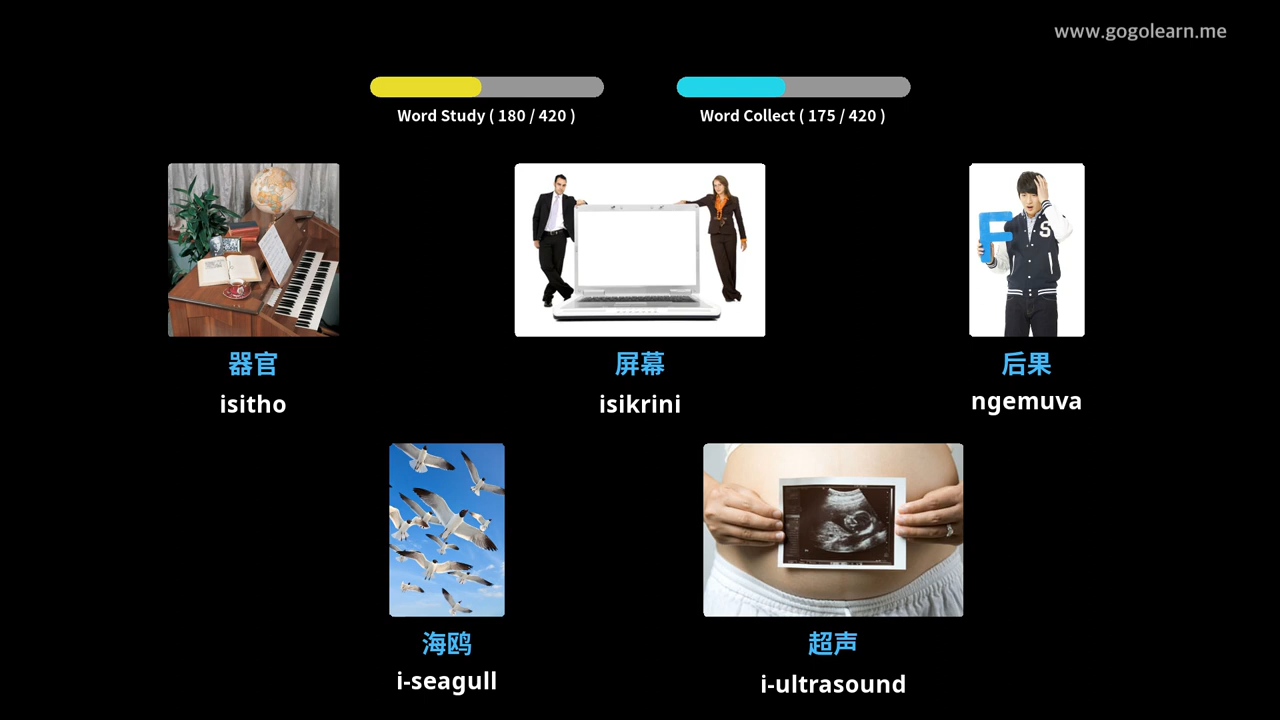 www.gogolearn.me
Word Study ( 180 / 420 )
Word Collect ( 175 / 420 )
F
S
器官
屏幕
后果
isitho
isikrini
ngemuva
海鸥
超声
i-seagull
i-ultrasound